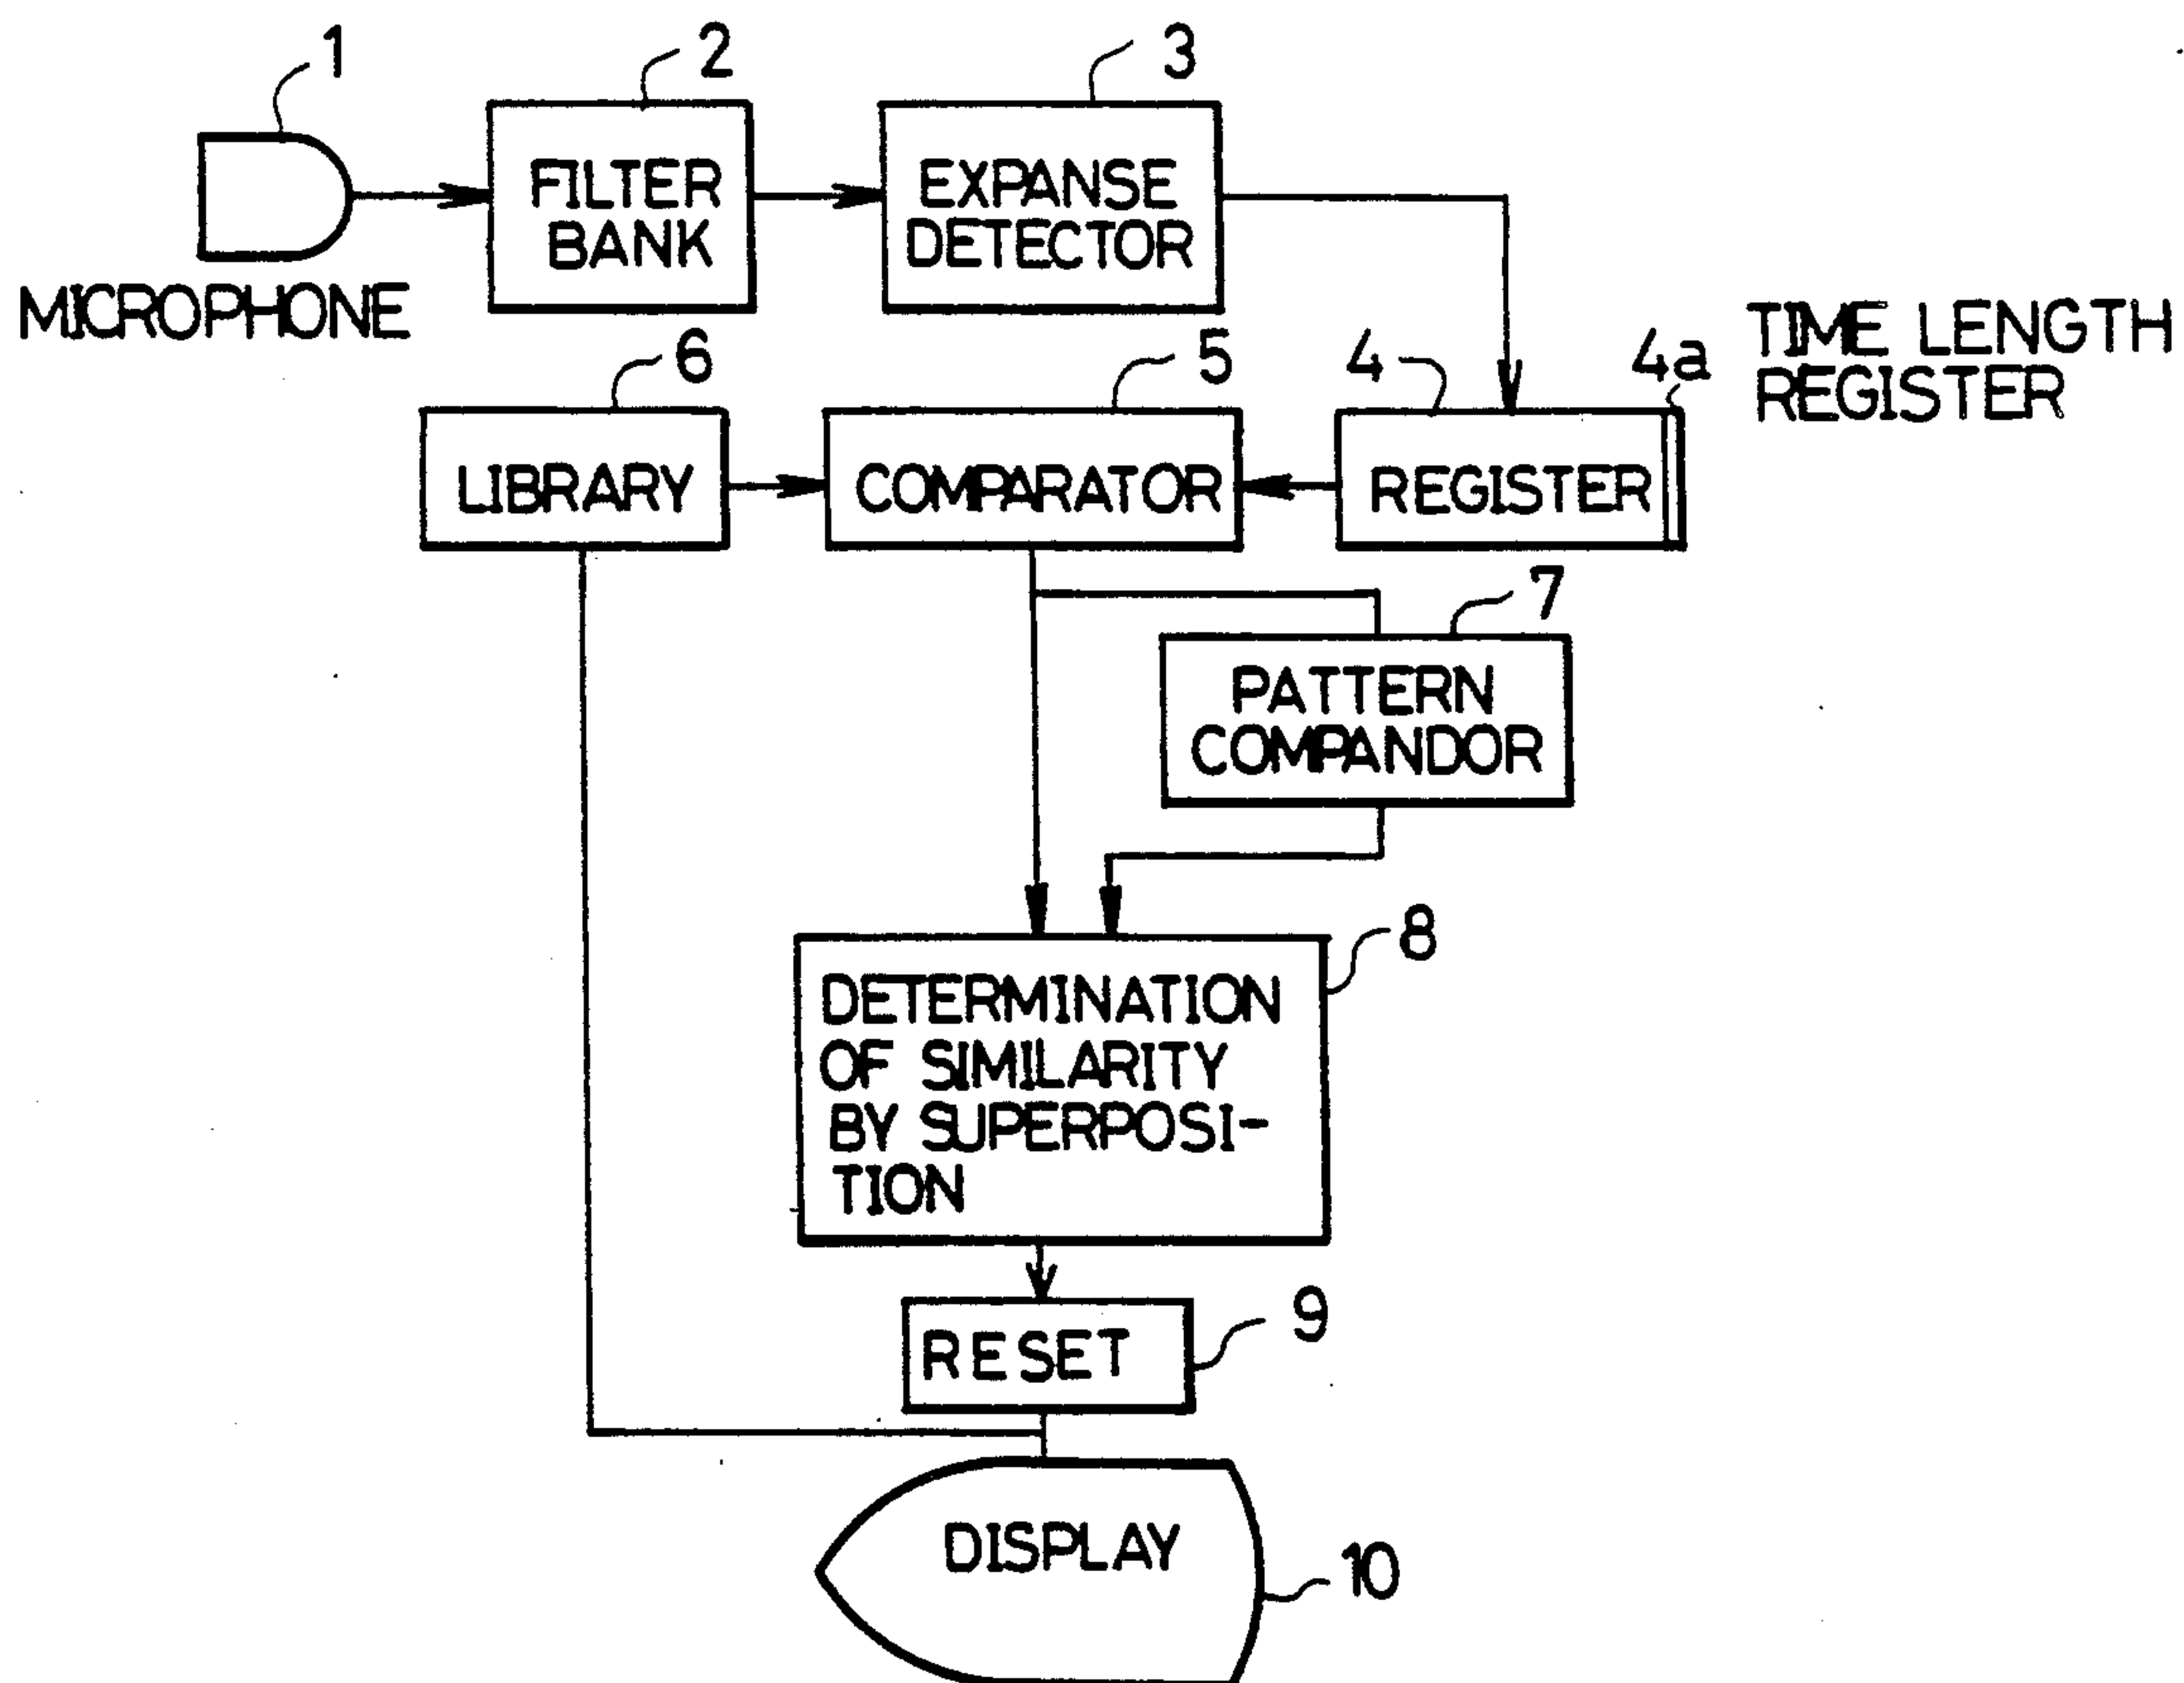 1
2
3
FILTER
BANK
EXPANSE
DETECTOR
MICROPHONE
TIME LENGTH
REGISTER
6
5
4
4a
LIBRARY
COMPARATOR
REGISTER
7
PATTERN
COMPANDOR
8
DETERMINATION
OF SIMILARITY
BY SUPERPOSI-
TION
9
RESET
DISPLAY
10